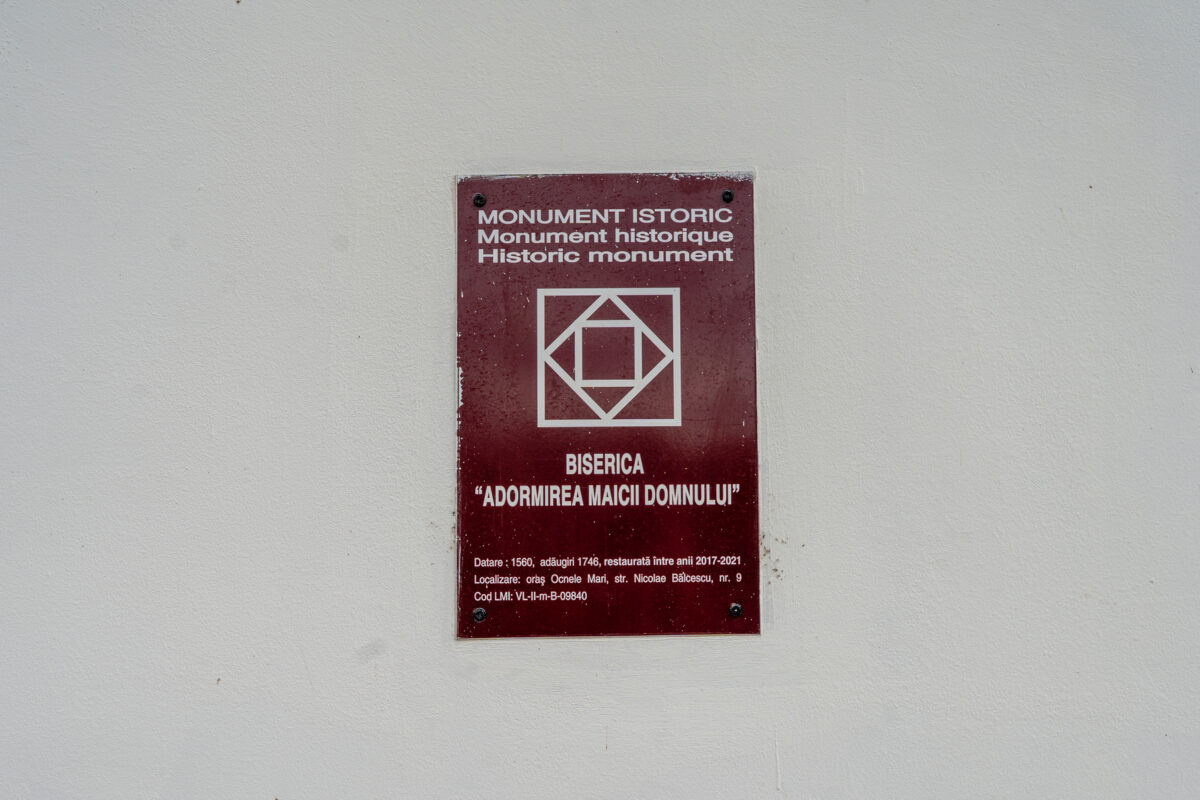 MONUMENT ISTORIC
Monument historique
Historic monument
BISERICA
“ADORMIREA MAICII DOMNULUI”
Datare : 1560, adăugiri 1746, restaurată între anii 2017-2021
Localizare: oraş Ocnele Mari, str. Nicolae Bălcescu, nr. 9
Cod LMI: VL-II-m-B-09840